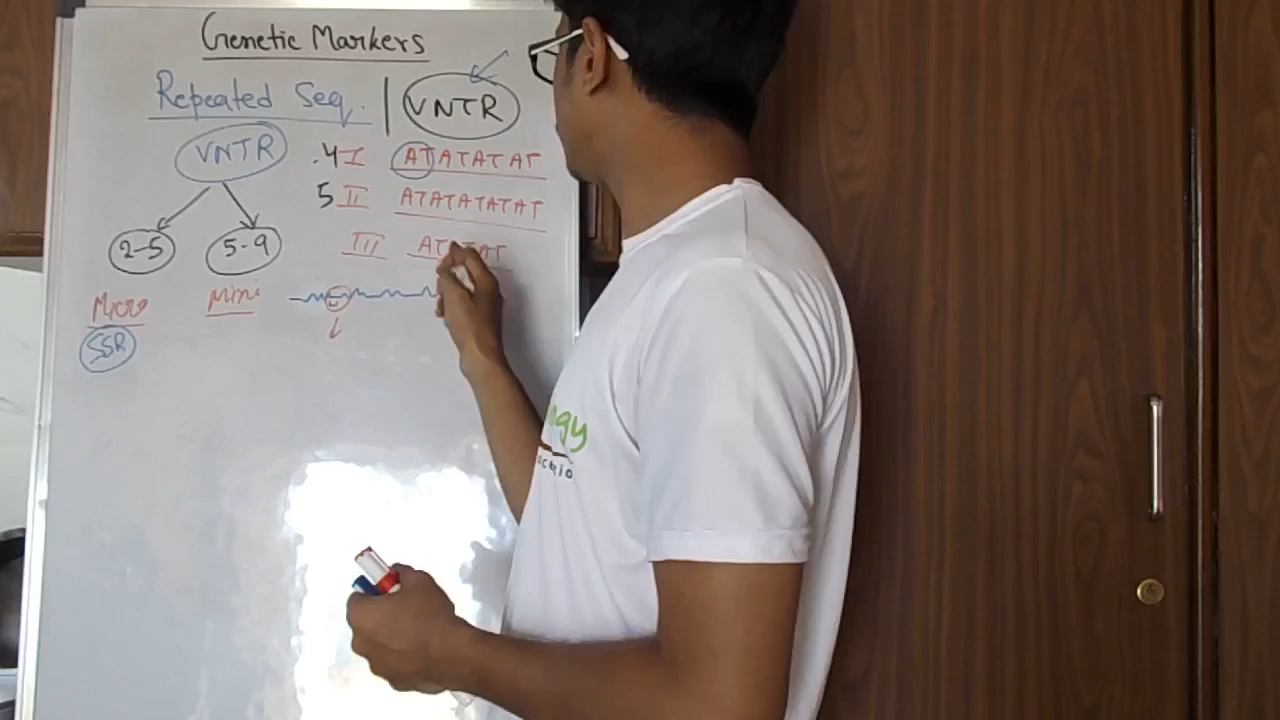 Genetic Markers
Repeated Seq. | VNTR
VNTR
.4 I ATATATAT
5 II ATATATATAT
III ATATAT
2-5 5-9
Micro Mini
SSR